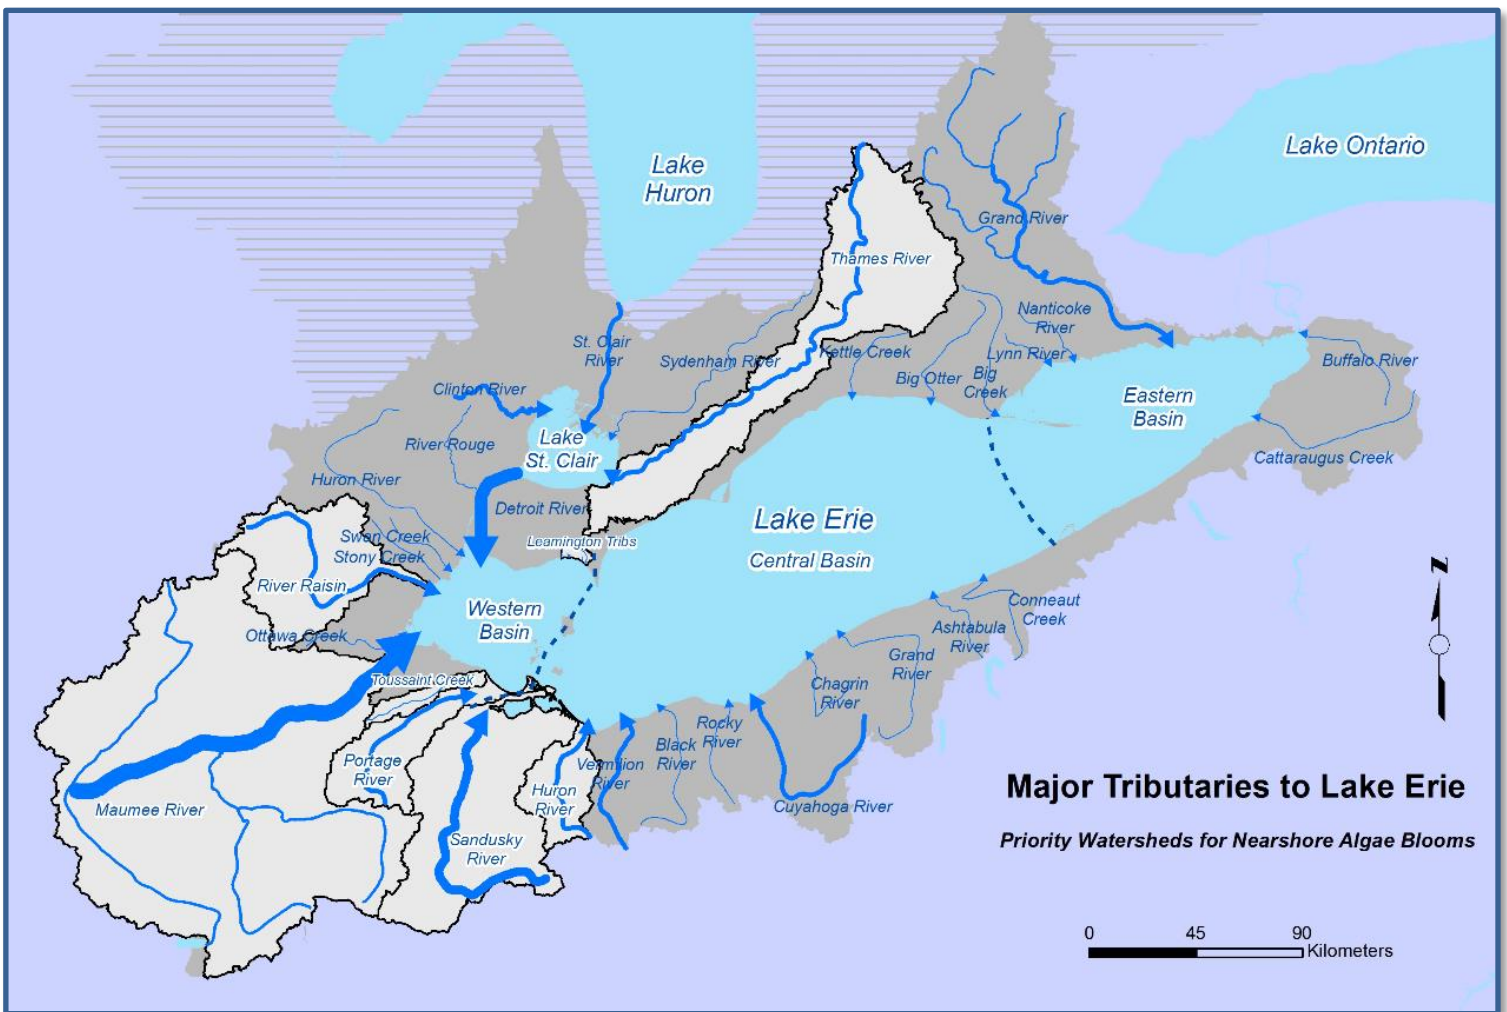 Lake
Huron
Lake Ontario
Grand River
Thames River
Nanticoke
River
St. Clair
River
Sydenham River
Kettle Creek
Lynn River
Buffalo River
Big Otter
Big
Creek
Clinton River
Eastern
Basin
River Rouge
Lake
St. Clair
Cattaraugus Creek
Huron River
Detroit River
Lake Erie
Central Basin
Swan Creek
Stony Creek
Leamington Tribs
River Raisin
Western
Basin
Conneaut
Creek
Ashtabula
River
Ottawa Creek
Grand
River
Toussaint Creek
Chagrin
River
Rocky
River
Black
River
Portage
River
Vermilion
River
Huron
River
Maumee River
Cuyahoga River
Sandusky
River
N
Major Tributaries to Lake Erie
Priority Watersheds for Nearshore Algae Blooms
0 45 90
Kilometers